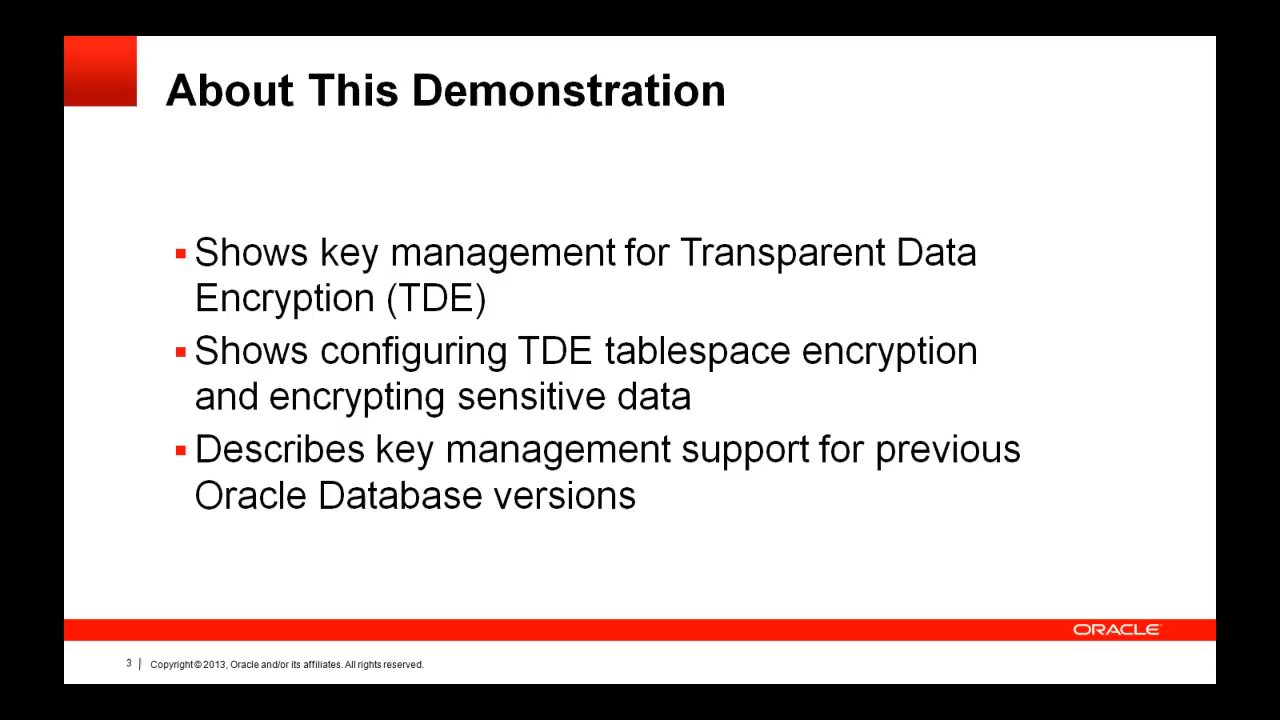 About This Demonstration
▪ Shows key management for Transparent Data
Encryption (TDE)
▪ Shows configuring TDE tablespace encryption
and encrypting sensitive data
▪ Describes key management support for previous
Oracle Database versions
ORACLE
3 | Copyright © 2013, Oracle and/or its affiliates. All rights reserved.